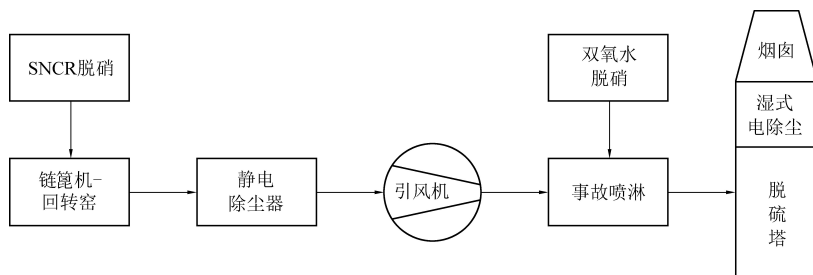 SNCR脱硝
双氧水
脱硝
烟囱
湿式
电除尘
链篦机-
回转窑
静电
除尘器
引风机
事故喷淋
脱
硫
塔